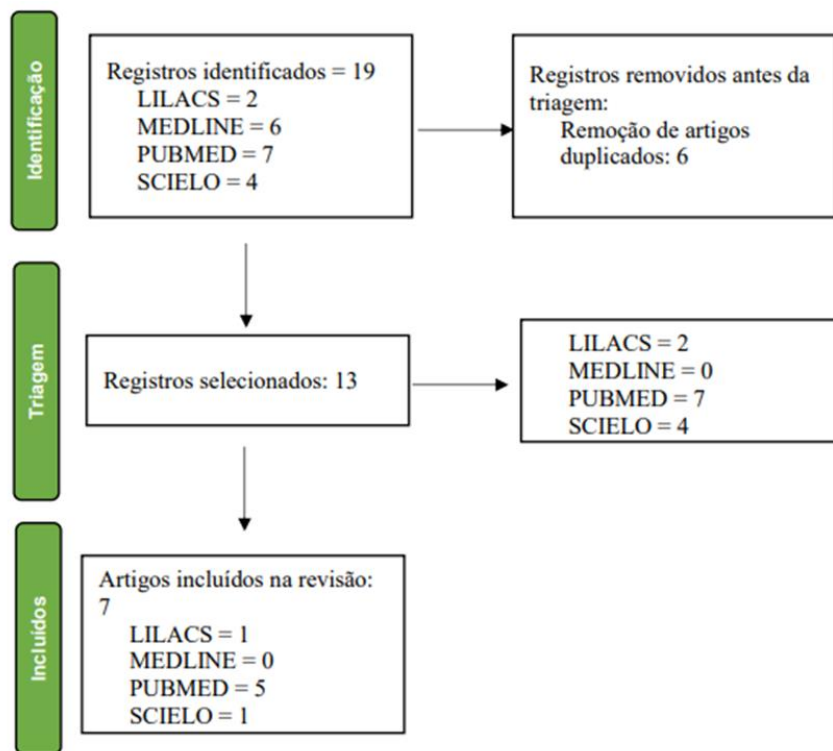 Identificação
Registros identificados = 19
LILACS = 2
MEDLINE = 6
PUBMED = 7
SCIELO = 4
Registros removidos antes da
triagem:
Remoção de artigos
duplicados: 6
Triagem
Registros selecionados: 13
LILACS = 2
MEDLINE = 0
PUBMED = 7
SCIELO = 4
Incluídos
Artigos incluídos na revisão:
7
LILACS = 1
MEDLINE = 0
PUBMED = 5
SCIELO = 1